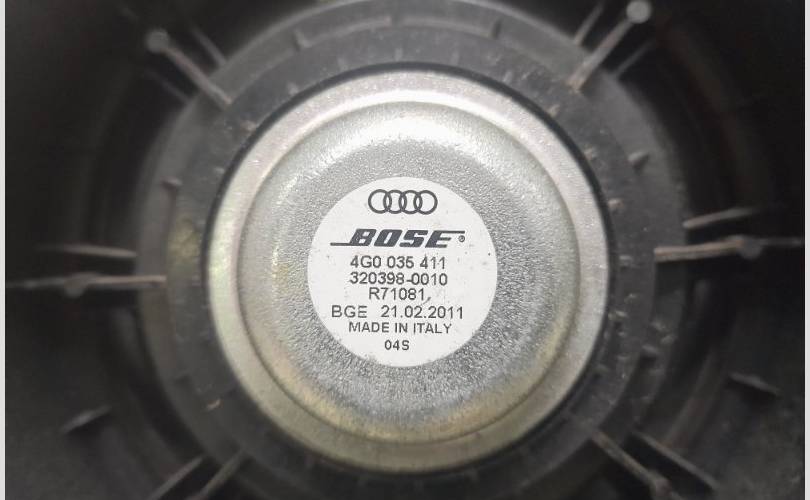 BOSE®
4G0 035 411
320398-0010
R71081
BGE 21.02.2011
MADE IN ITALY
04S